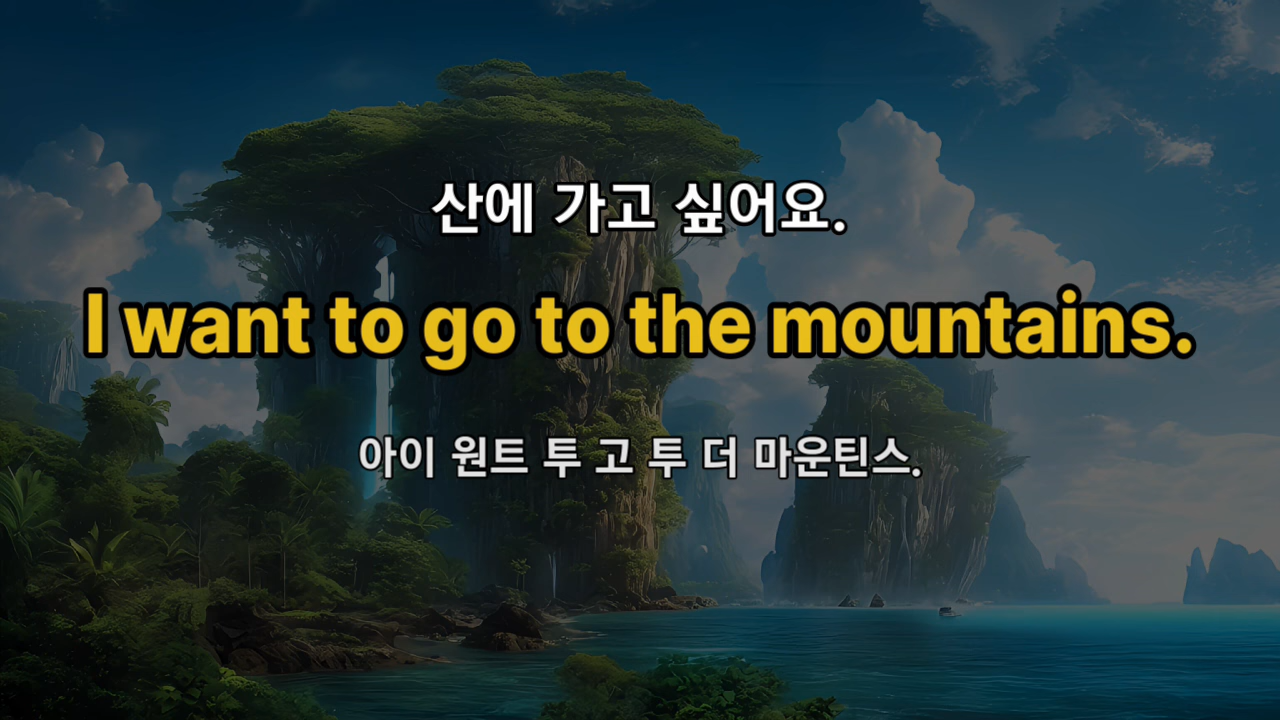 산에 가고 싶어요.
I want to go to the mountains.
아이 원트 투 고 투 더 마운틴스.